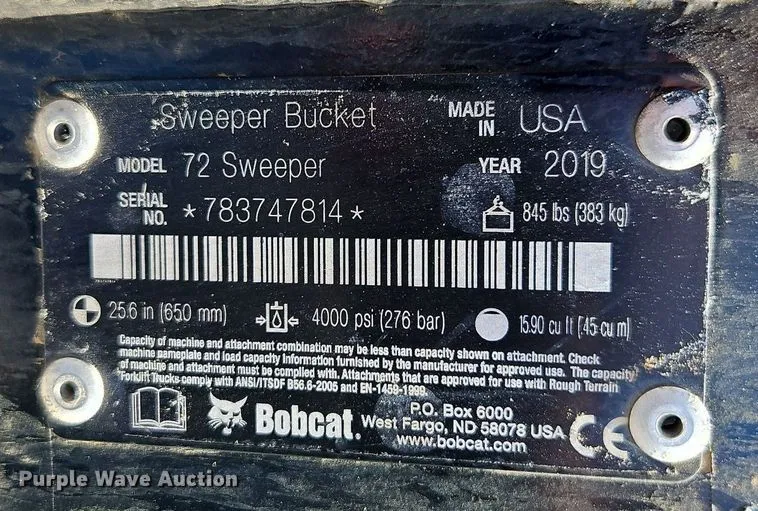 Sweeper Bucket MADE IN USA
MODEL 72 Sweeper YEAR 2019
SERIAL NO. *783747814* 845 lbs (383 kg)
25.6 in (650 mm) 4000 psi (276 bar) 15.90 cu ft [.45 cu m]
Capacity of machine and attachment combination may be less than capacity shown on attachment. Check
machine nameplate and load capacity information furnished by the manufacturer for machine used. The capacity
of machine and attachment must be complied with. Attachments that are approved for use with Rough Terrain
Forklift Trucks comply with ANSI/ITSDF B56.6-2005 and EN-1459-1999.
Bobcat.
P.O. Box 6000
West Fargo, ND 58078 USA
www.bobcat.com
CE
Purple Wave Auction